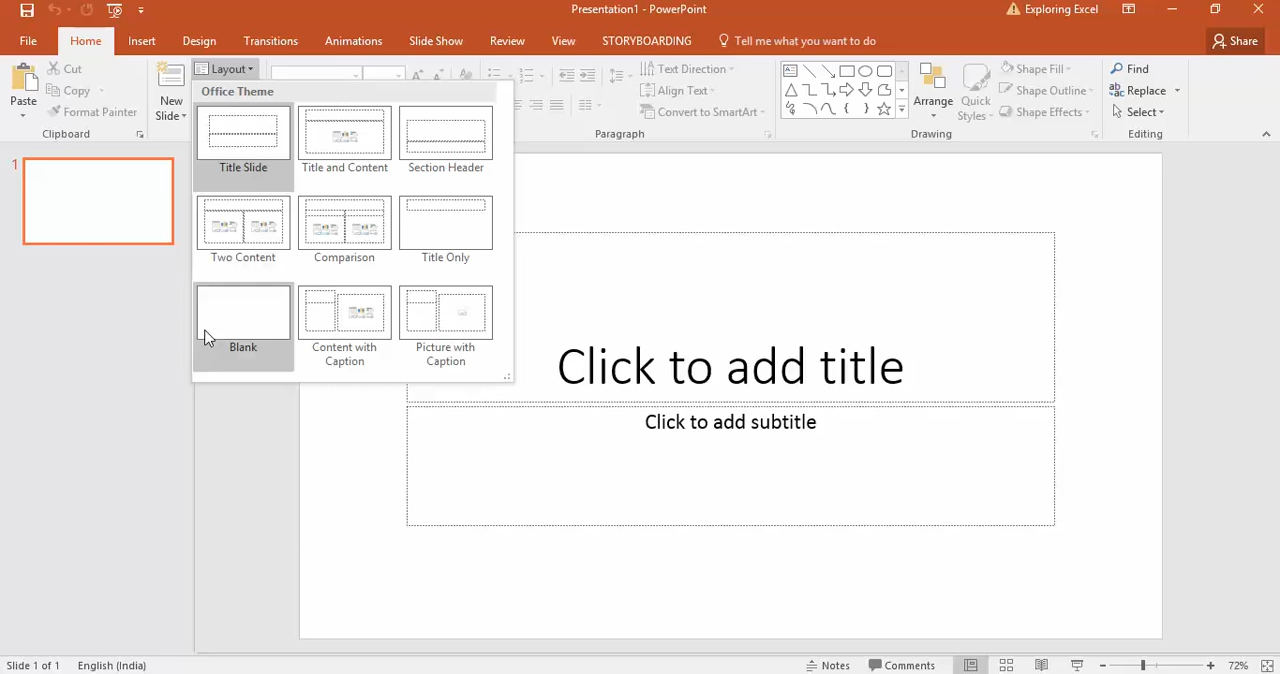 Presentation1 - PowerPoint
Exploring Excel
File Home Insert Design Transitions Animations Slide Show Review View STORYBOARDING Tell me what you want to do Share
Paste
Cut
Copy
Format Painter
Clipboard
New
Slide
Layout
Office Theme
Title Slide Title and Content Section Header
Two Content Comparison Title Only
Blank Content with
Caption Picture with
Caption
Text Direction
Align Text
Convert to SmartArt
Paragraph
Arrange
Quick
Styles
Shape Fill
Shape Outline
Shape Effects
Drawing
Find
Replace
Select
Editing
1
Click to add title
Click to add subtitle
Slide 1 of 1 English (India) Notes Comments 72%